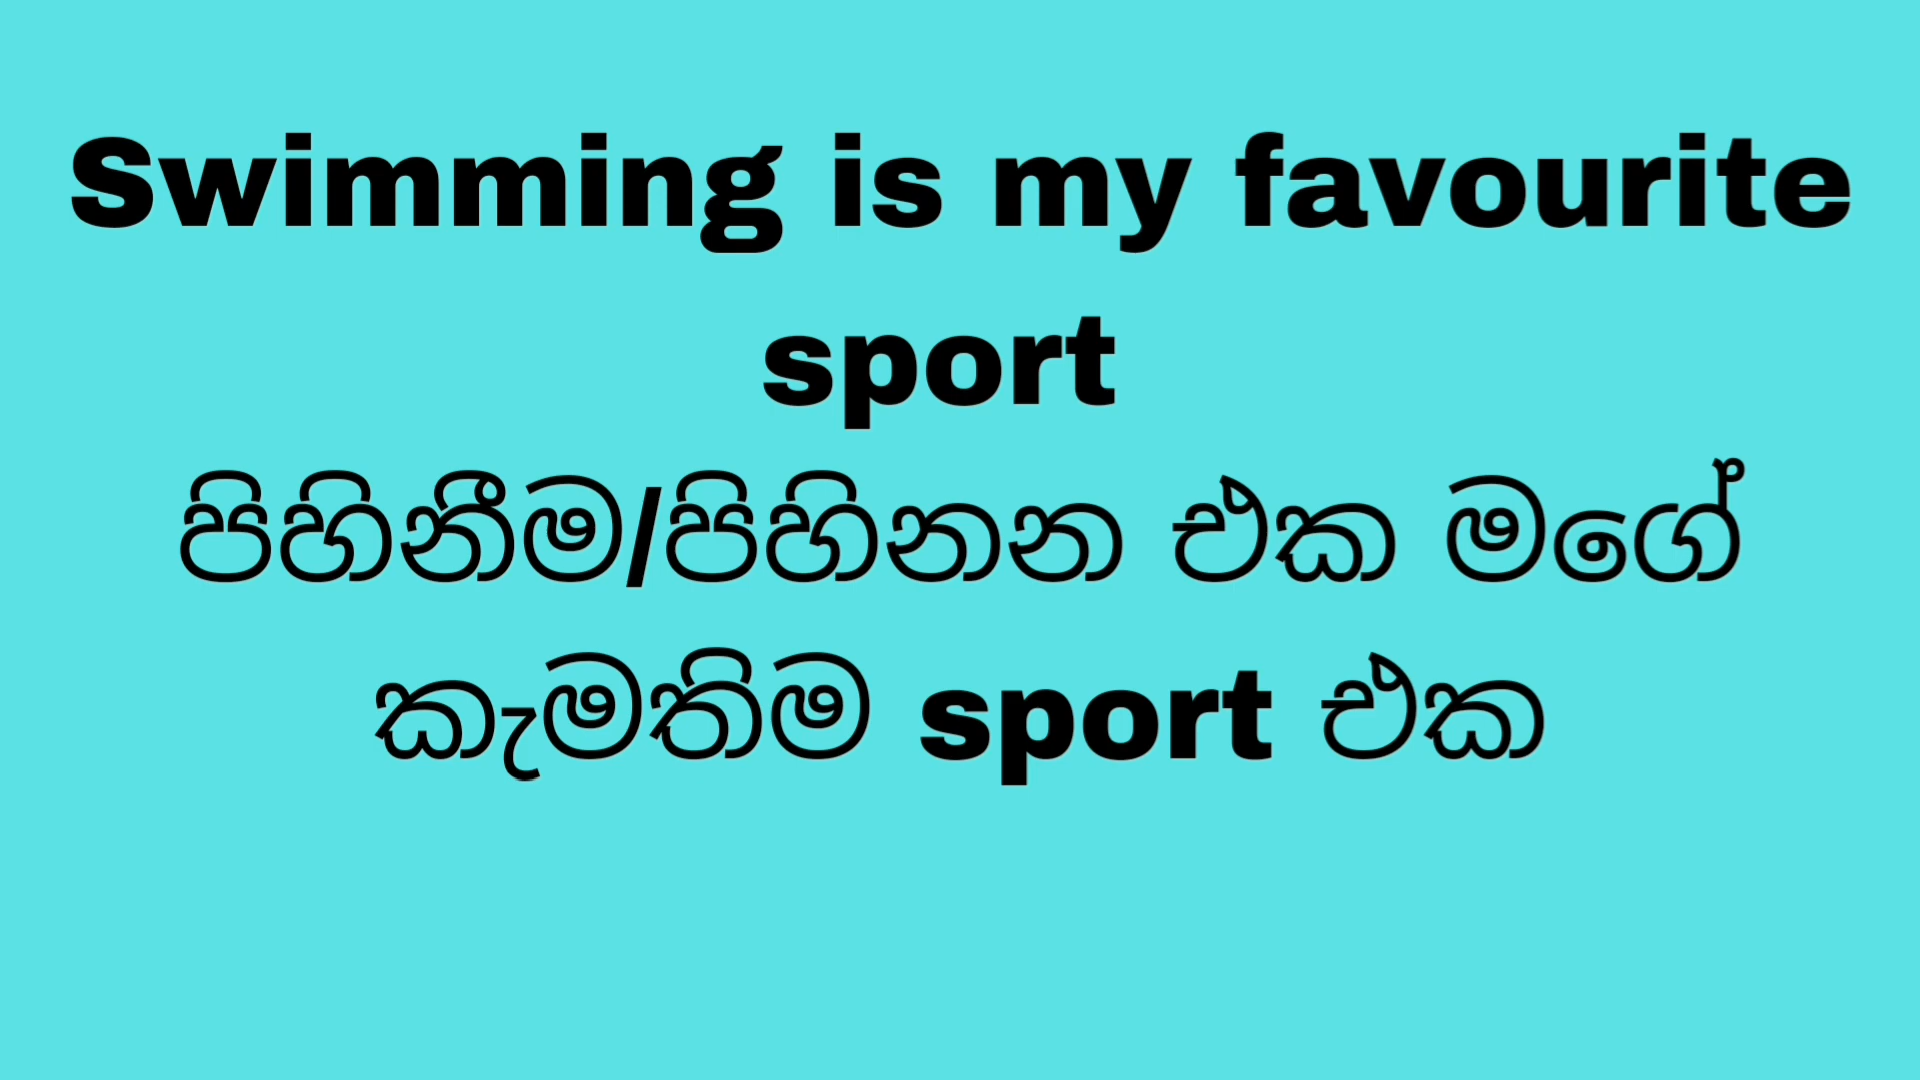 Swimming is my favourite
sport
පිහිනීම/පිහිනන එක මගේ
කැමතිම sport එක